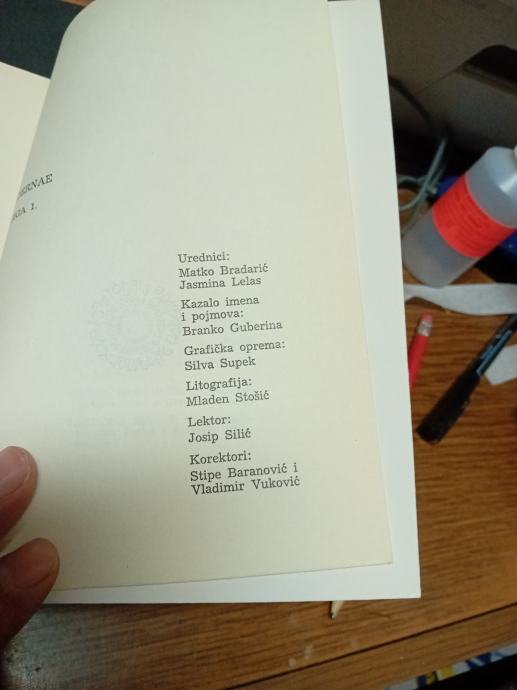 1.
Urednici:
Matko Bradarić
Jasmina Lelas
Kazalo imena
i pojmova:
Branko Guberina
Grafička oprema:
Silva Supek
Litografija:
Mladen Stošić
Lektor:
Josip Silić
Korektori:
Stipe Baranović i
Vladimir Vuković